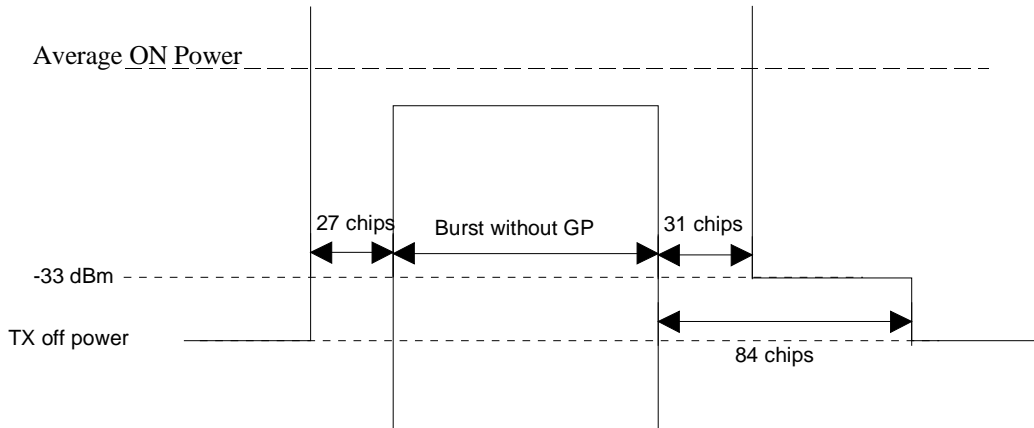 Average ON Power
27 chips
Burst without GP
31 chips
-33 dBm
TX off power
84 chips